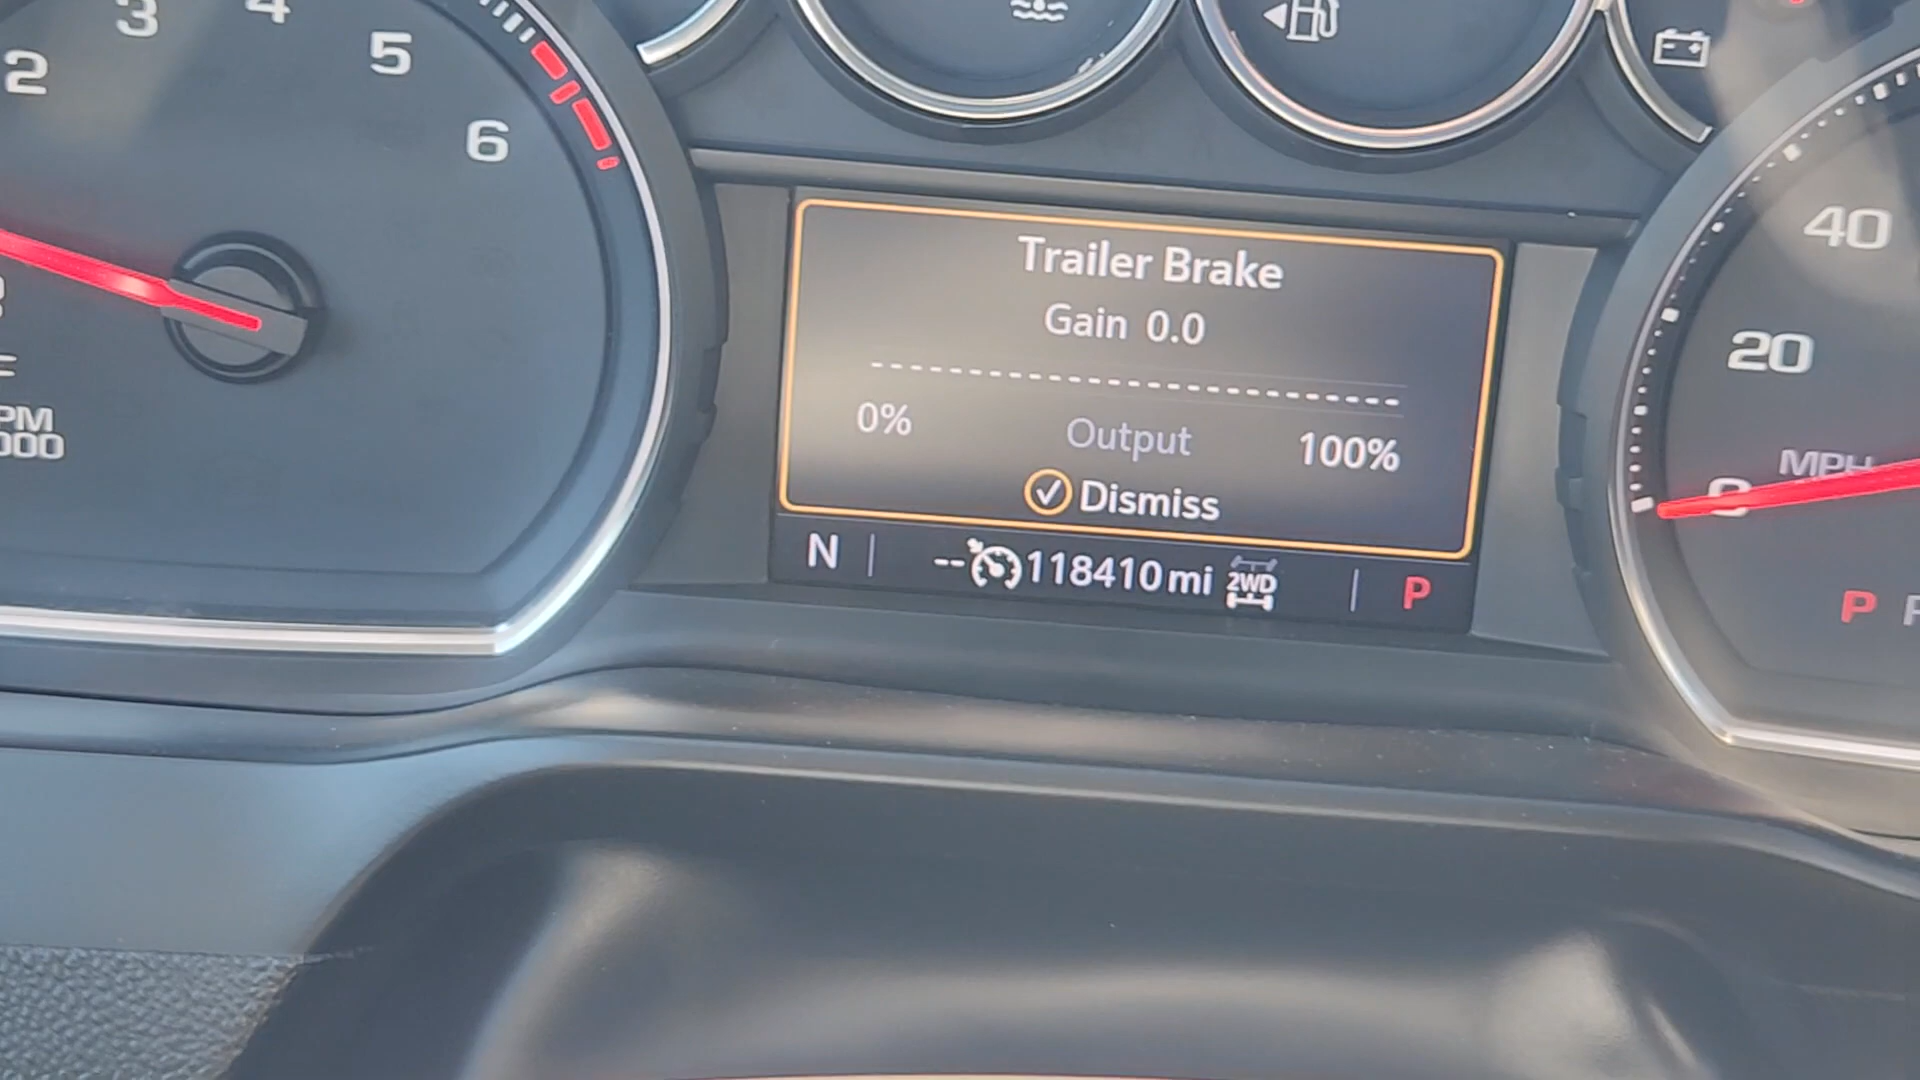 2 3 4 5 6
PM
000
Trailer Brake
Gain 0.0
0% Output 100%
Dismiss
N -- 118410 mi 2WD P
40
20
MPH
0
P